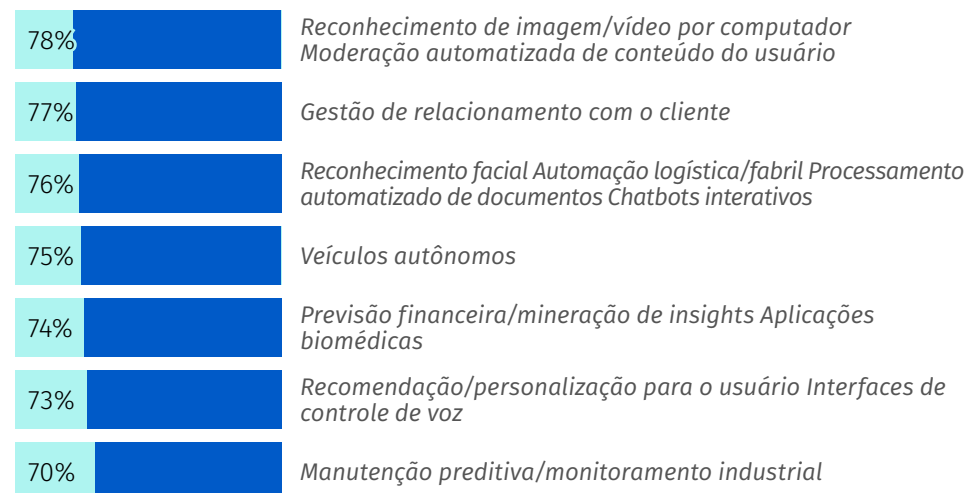 78%
Reconhecimento de imagem/vídeo por computador
Moderação automatizada de conteúdo do usuário
77%
Gestão de relacionamento com o cliente
76%
Reconhecimento facial Automação logística/fabril Processamento
automatizado de documentos Chatbots interativos
75%
Veículos autônomos
74%
Previsão financeira/mineração de insights Aplicações
biomédicas
73%
Recomendação/personalização para o usuário Interfaces de
controle de voz
70%
Manutenção preditiva/monitoramento industrial